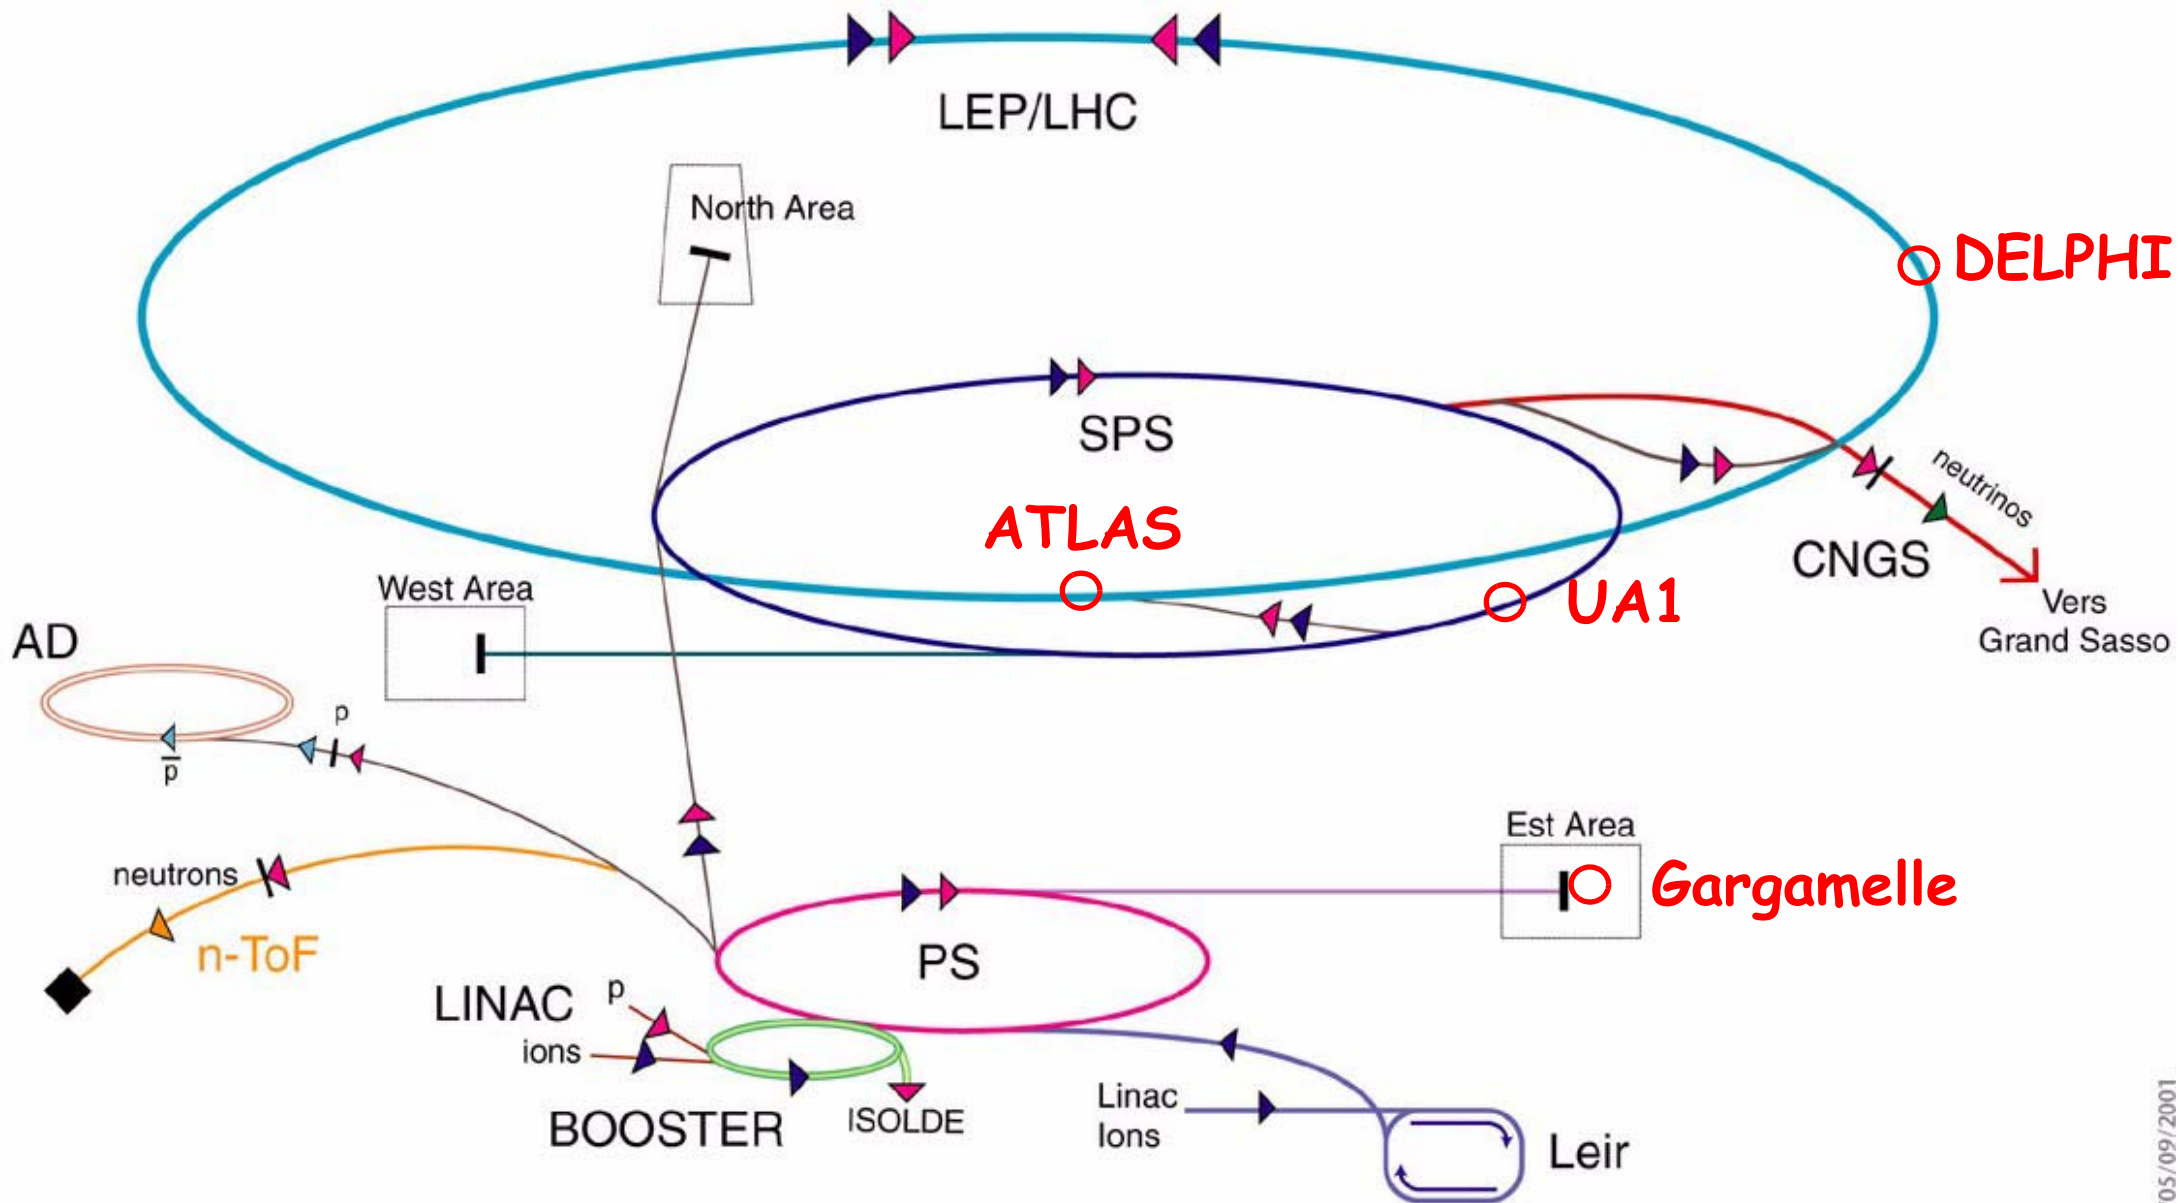 LEP/LHC
North Area
DELPHI
SPS
ATLAS
neutrinos
CNGS
West Area
UA1
Vers
Grand Sasso
AD
p
p̅
Est Area
neutrons
Gargamelle
n-ToF
PS
LINAC
p
ions
BOOSTER
ISOLDE
Linac
Ions
Leir
05/09/2001